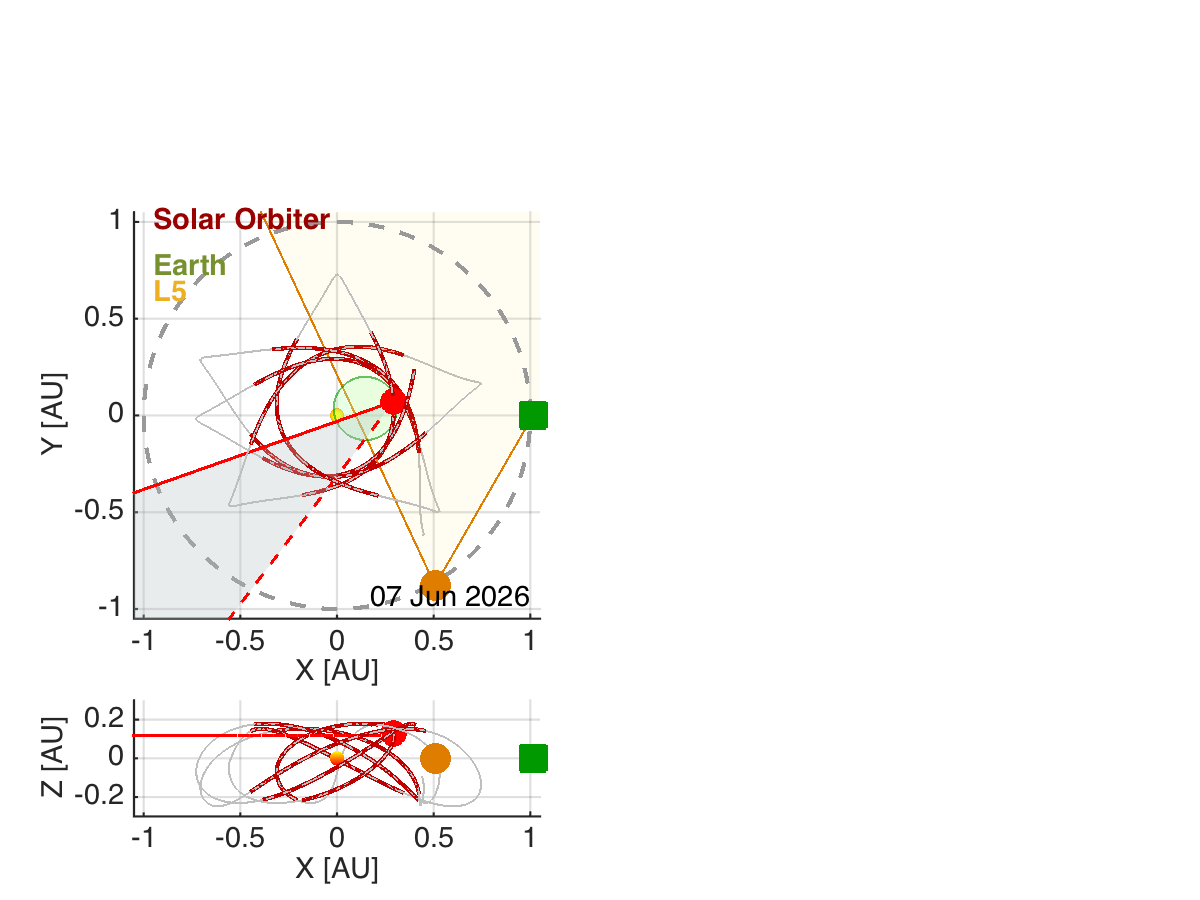 Solar Orbiter
Earth
L5
07 Jun 2026
1
0.5
0
-0.5
-1
Y [AU]
-1 -0.5 0 0.5 1
X [AU]
0.2
0
-0.2
Z [AU]
-1 -0.5 0 0.5 1
X [AU]